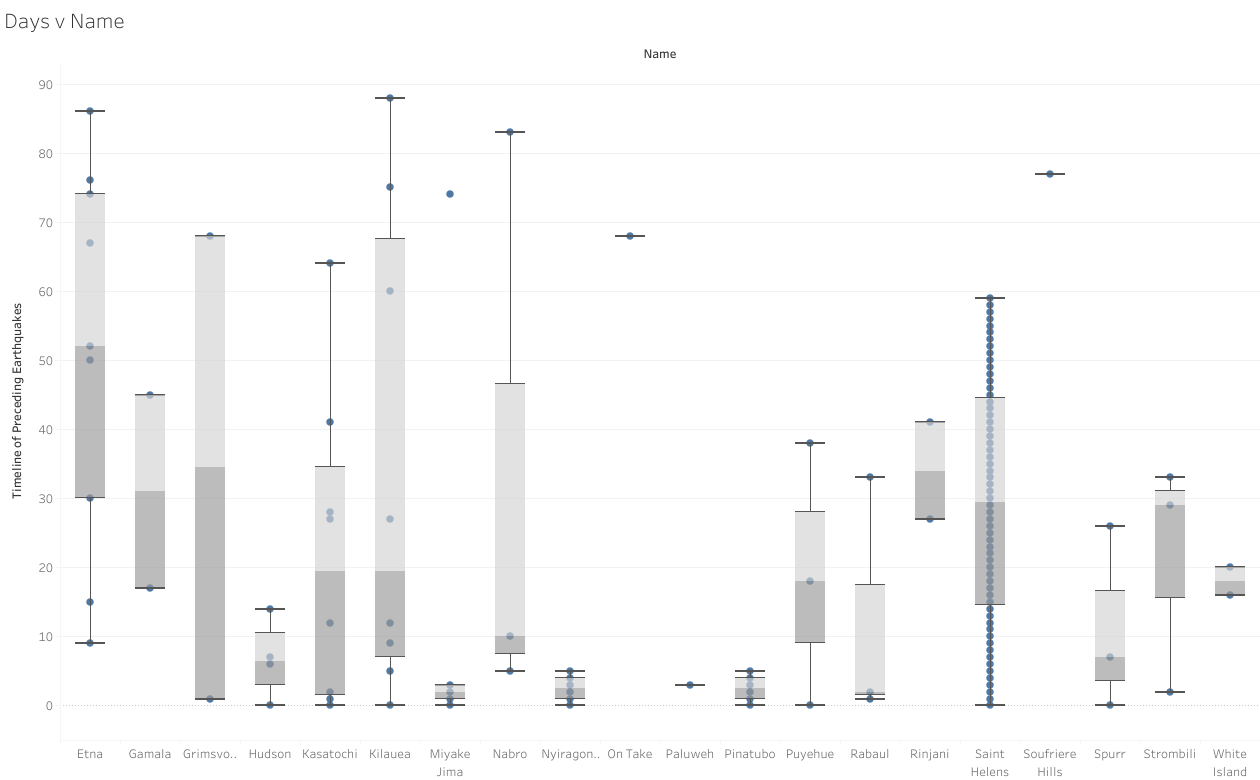 Days v Name
Name
Timeline of Preceding Earthquakes
90
80
70
60
50
40
30
20
10
0
Etna
Gamala
Grimsvo..
Hudson
Kasatochi
Kilauea
Miyake
Jima
Nabro
Nyiragon..
On Take
Paluweh
Pinatubo
Puyehue
Rabaul
Rinjani
Saint
Helens
Soufriere
Hills
Spurr
Strombili
White
Island